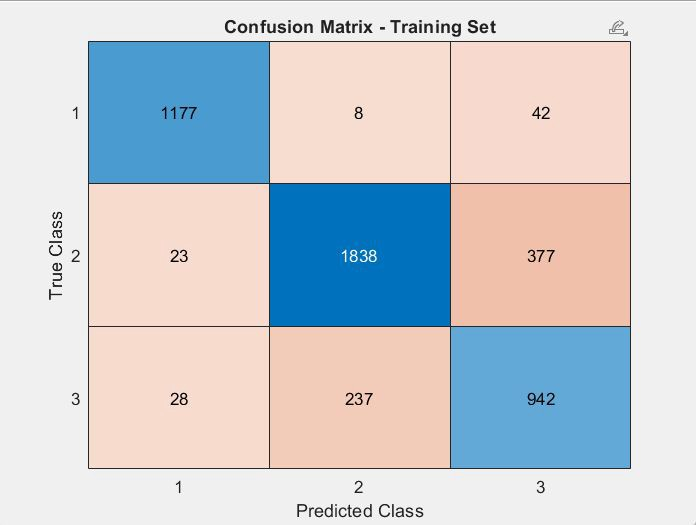 Confusion Matrix - Training Set
1 1177 8 42
2 23 1838 377
3 28 237 942
1 2 3
True Class
Predicted Class